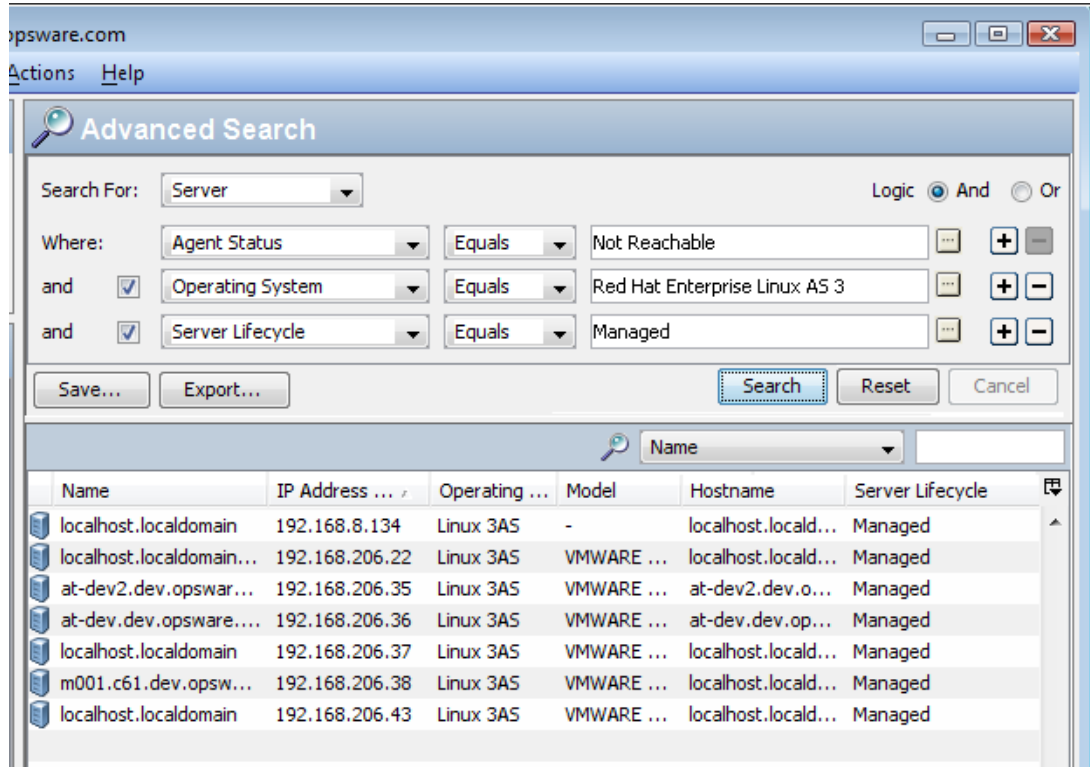 opsware.com
Actions Help
Advanced Search
Search For: Server Logic And Or
Where: Agent Status Equals Not Reachable ... + −
and Operating System Equals Red Hat Enterprise Linux AS 3 ... + −
and Server Lifecycle Equals Managed ... + −
Save... Export... Search Reset Cancel
Name
Name IP Address ... Operating ... Model Hostname Server Lifecycle
localhost.localdomain 192.168.8.134 Linux 3AS - localhost.locald... Managed
localhost.localdomain... 192.168.206.22 Linux 3AS VMWARE ... localhost.locald... Managed
at-dev2.dev.opswar... 192.168.206.35 Linux 3AS VMWARE ... at-dev2.dev.o... Managed
at-dev.dev.opsware.... 192.168.206.36 Linux 3AS VMWARE ... at-dev.dev.op... Managed
localhost.localdomain 192.168.206.37 Linux 3AS VMWARE ... localhost.locald... Managed
m001.c61.dev.opsw... 192.168.206.38 Linux 3AS VMWARE ... localhost.locald... Managed
localhost.localdomain 192.168.206.43 Linux 3AS VMWARE ... localhost.locald... Managed